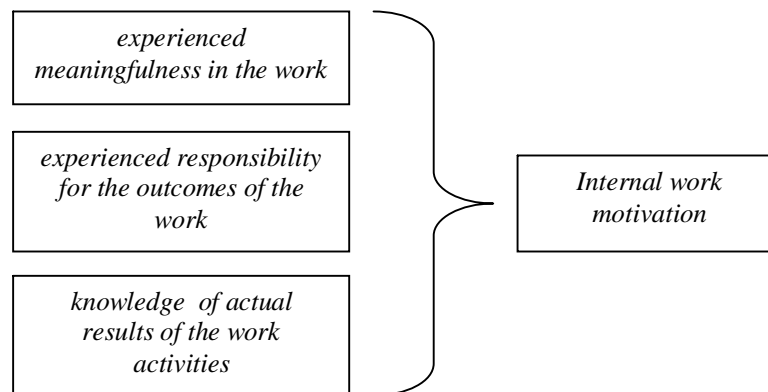 experienced
meaningfulness in the work
experienced responsibility
for the outcomes of the
work
Internal work
motivation
knowledge of actual
results of the work
activities